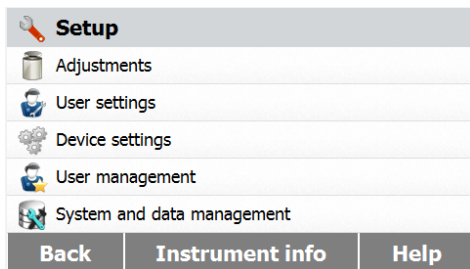 Setup
Adjustments
User settings
Device settings
User management
System and data management
Back Instrument info Help